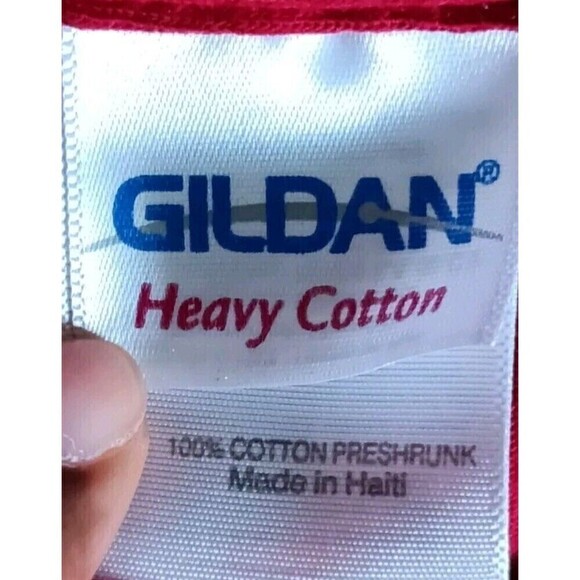 GILDAN®
Heavy Cotton
100% COTTON PRESHRUNK
Made in Haiti